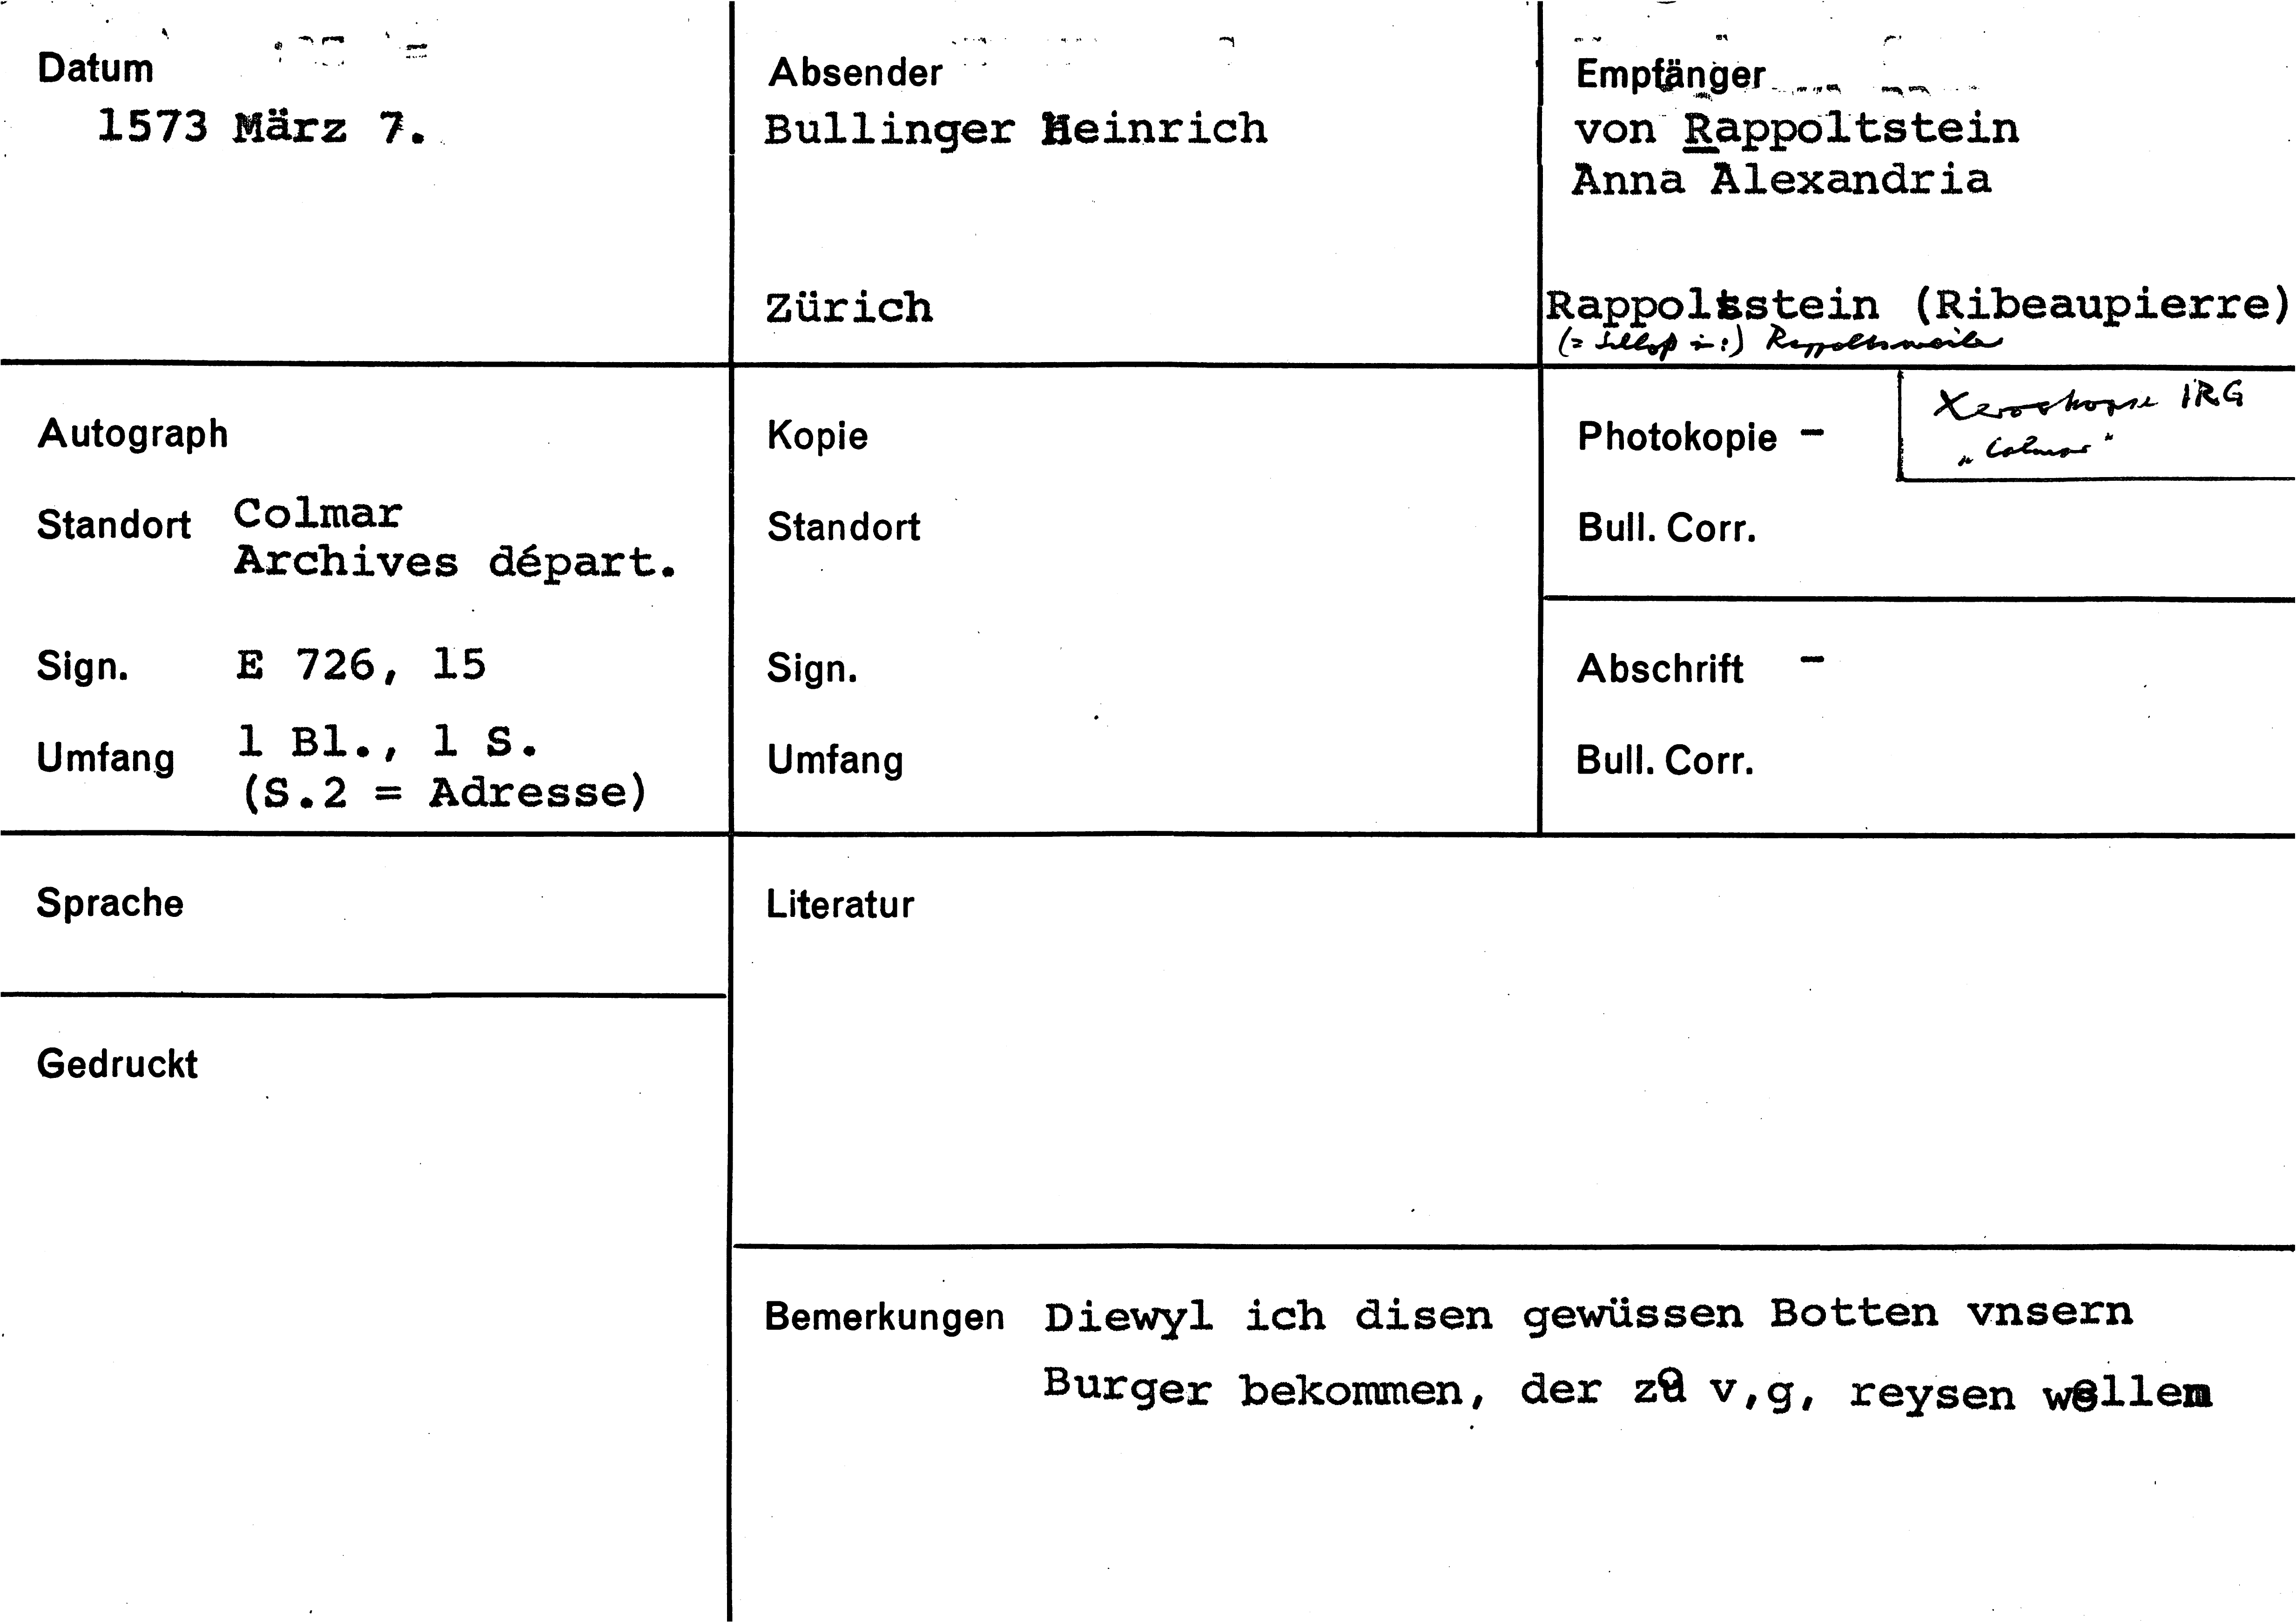 Datum
1573 März 7.
Absender
Bullinger Heinrich
Zürich
Empfänger
von Rappoltstein
Anna Alexandria
Rappoltsstein (Ribeaupierre)
(= Schloß in:) Rappoltsweiler
Autograph
Standort Colmar
Archives départ.
Sign. E 726, 15
Umfang 1 Bl., 1 S.
(S.2 = Adresse)
Kopie
Standort
Sign.
Umfang
Photokopie -
Xerokopie IRG
"Colmar"
Bull. Corr.
Abschrift -
Bull. Corr.
Sprache
Gedruckt
Literatur
Bemerkungen Diewyl ich disen gewüssen Botten vnsern
Burger bekommen, der zů v,g, reysen wellen